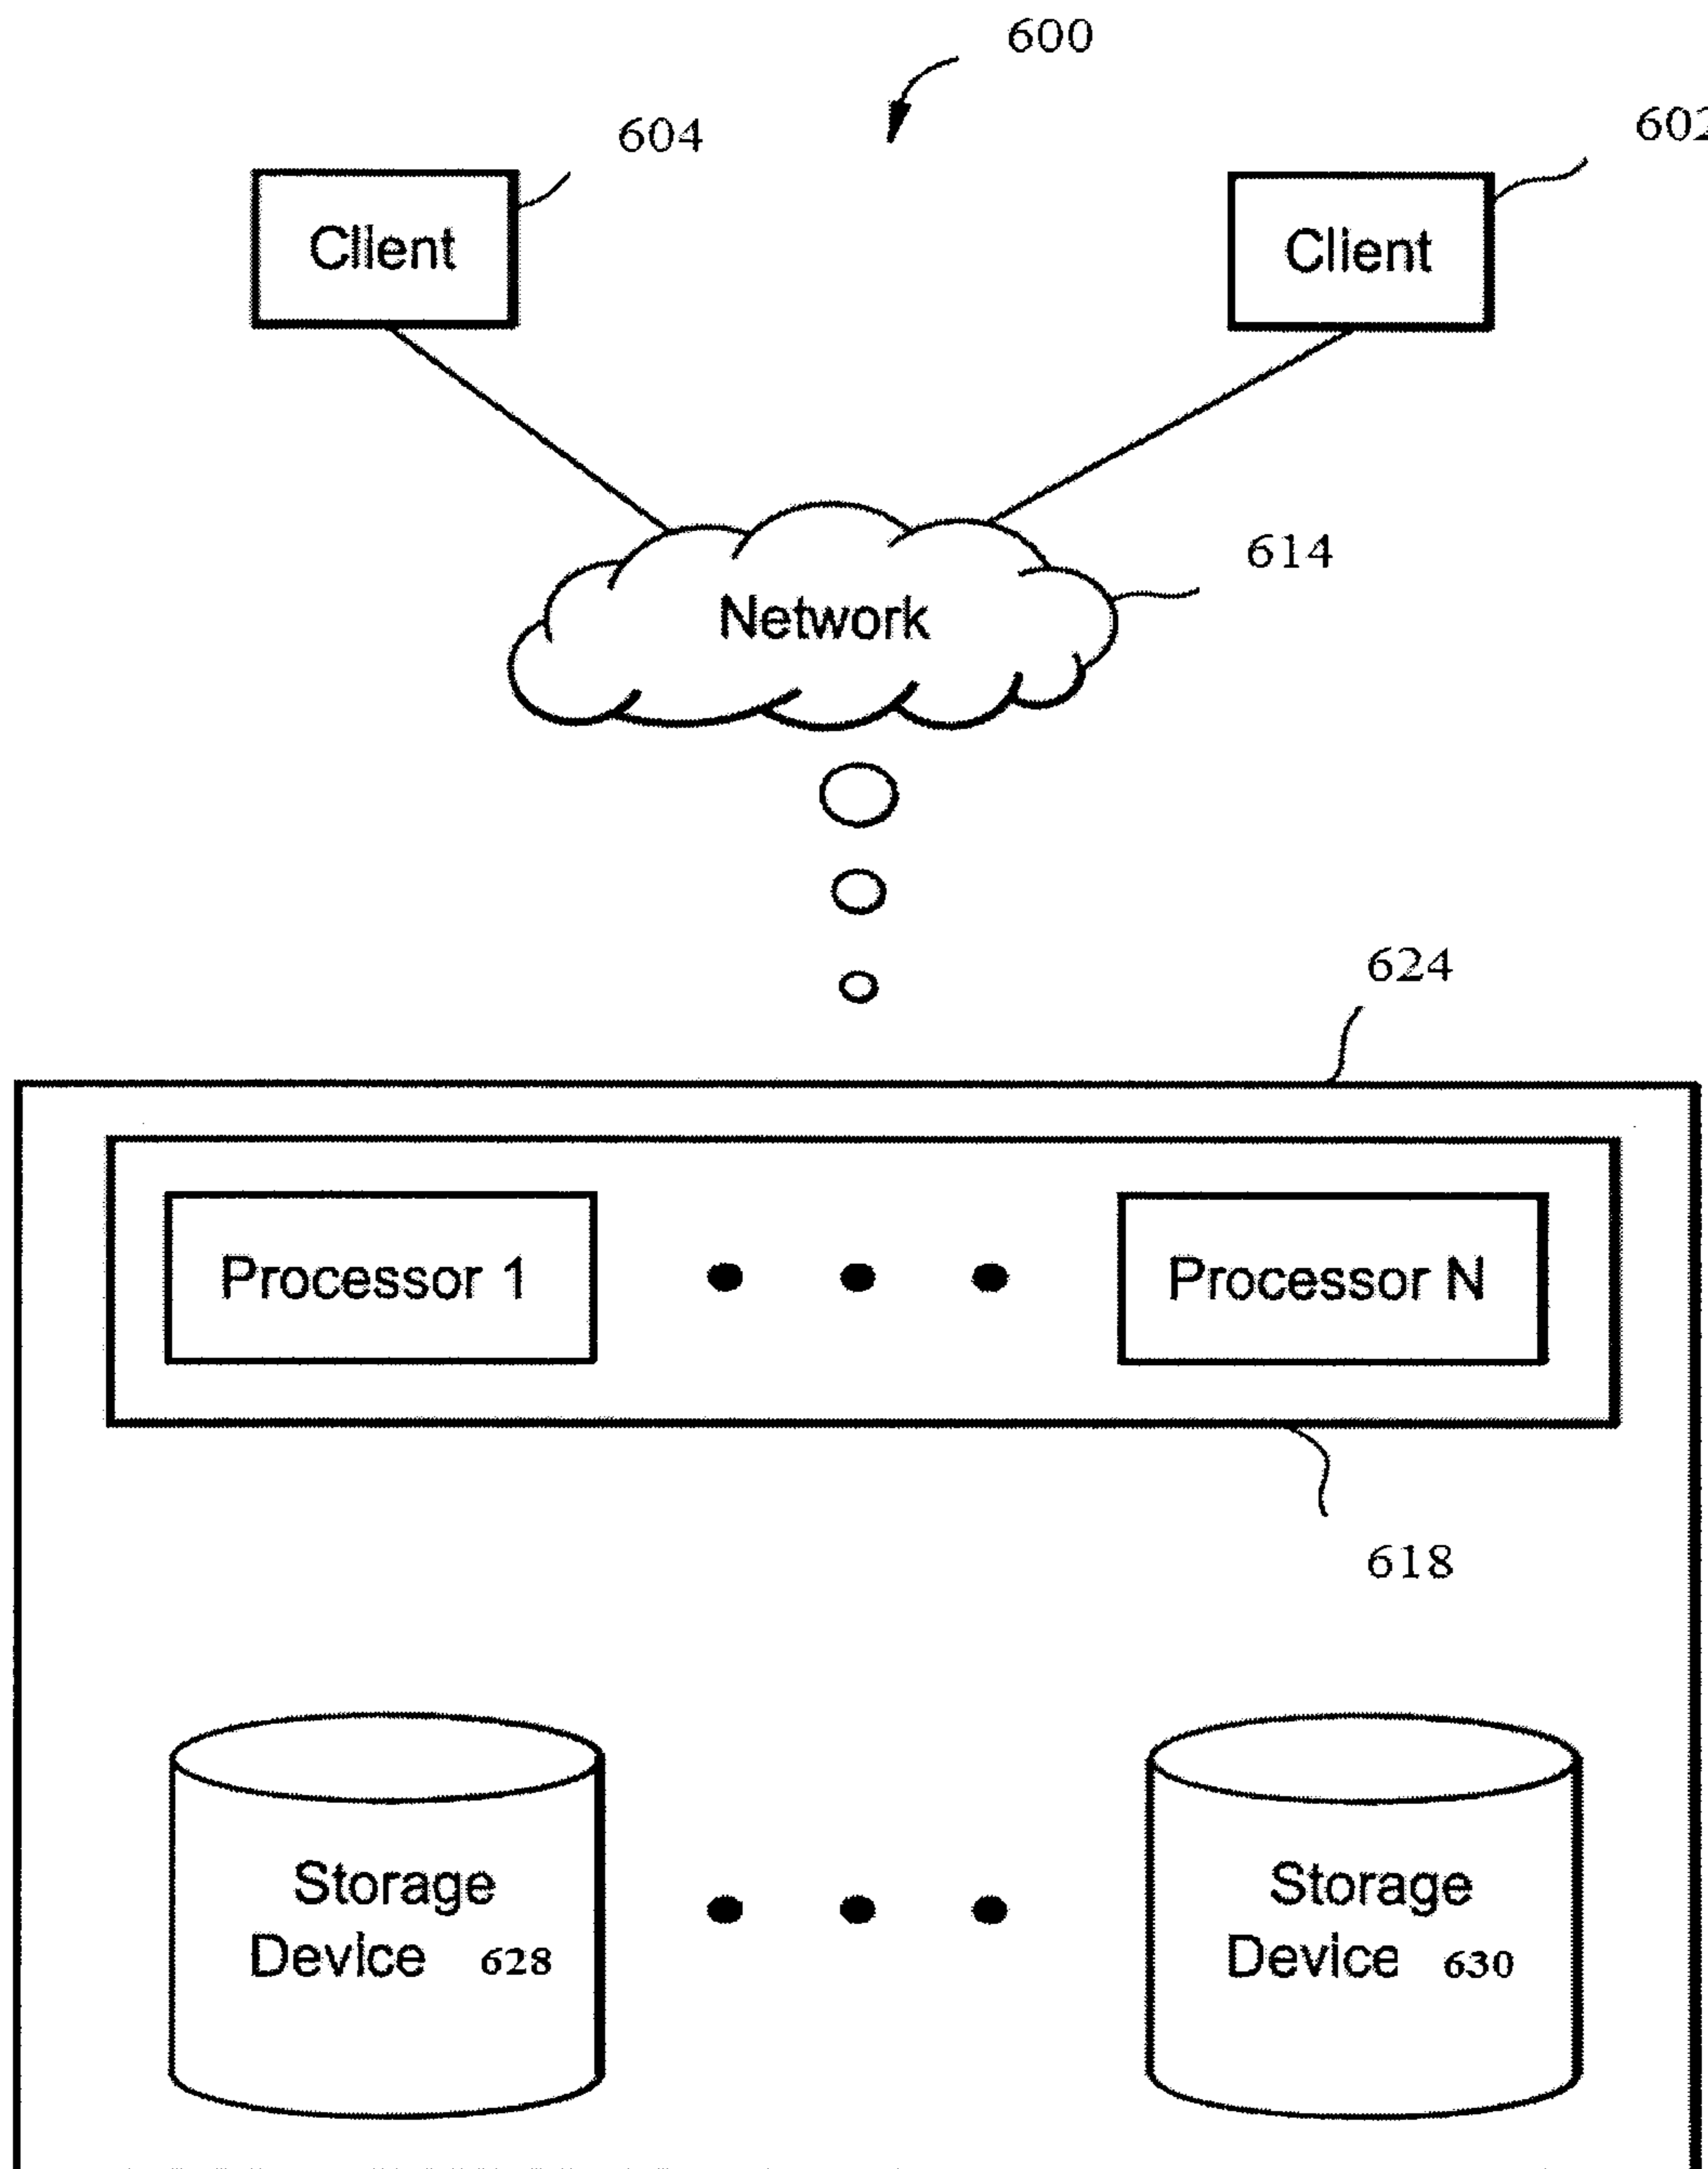 600
604
602
Client
Client
614
Network
624
Processor 1
Processor N
618
Storage
Device 628
Storage
Device 630